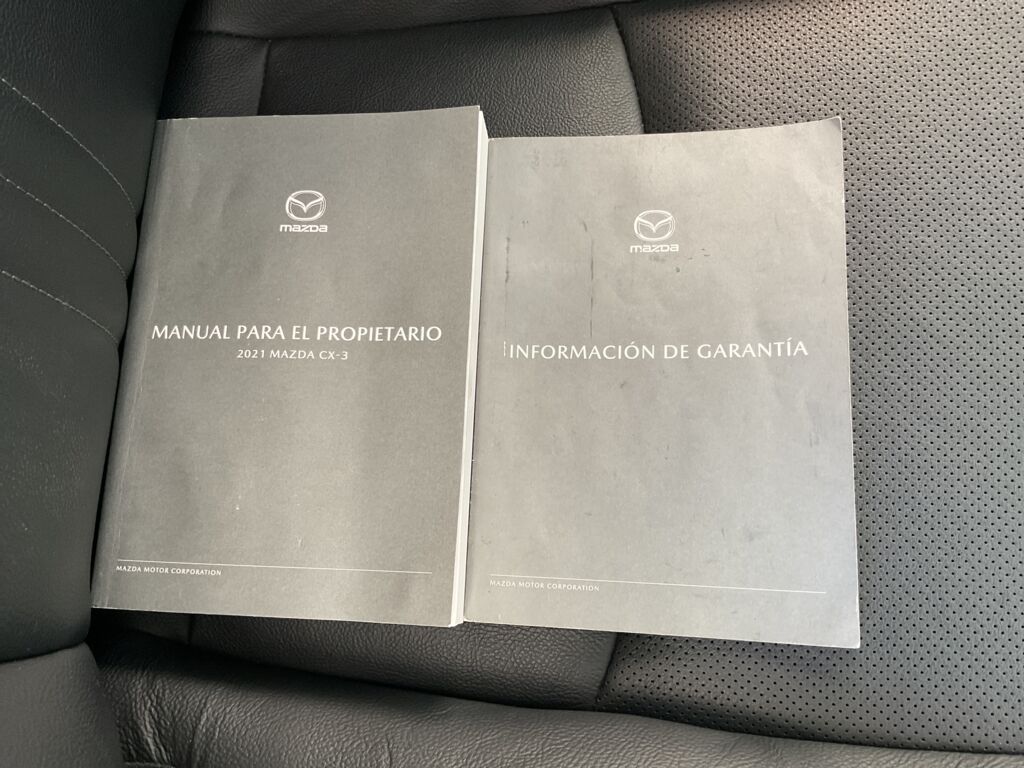 mazda
MANUAL PARA EL PROPIETARIO
2021 MAZDA CX-3
MAZDA MOTOR CORPORATION
mazda
INFORMACIÓN DE GARANTÍA
MAZDA MOTOR CORPORATION